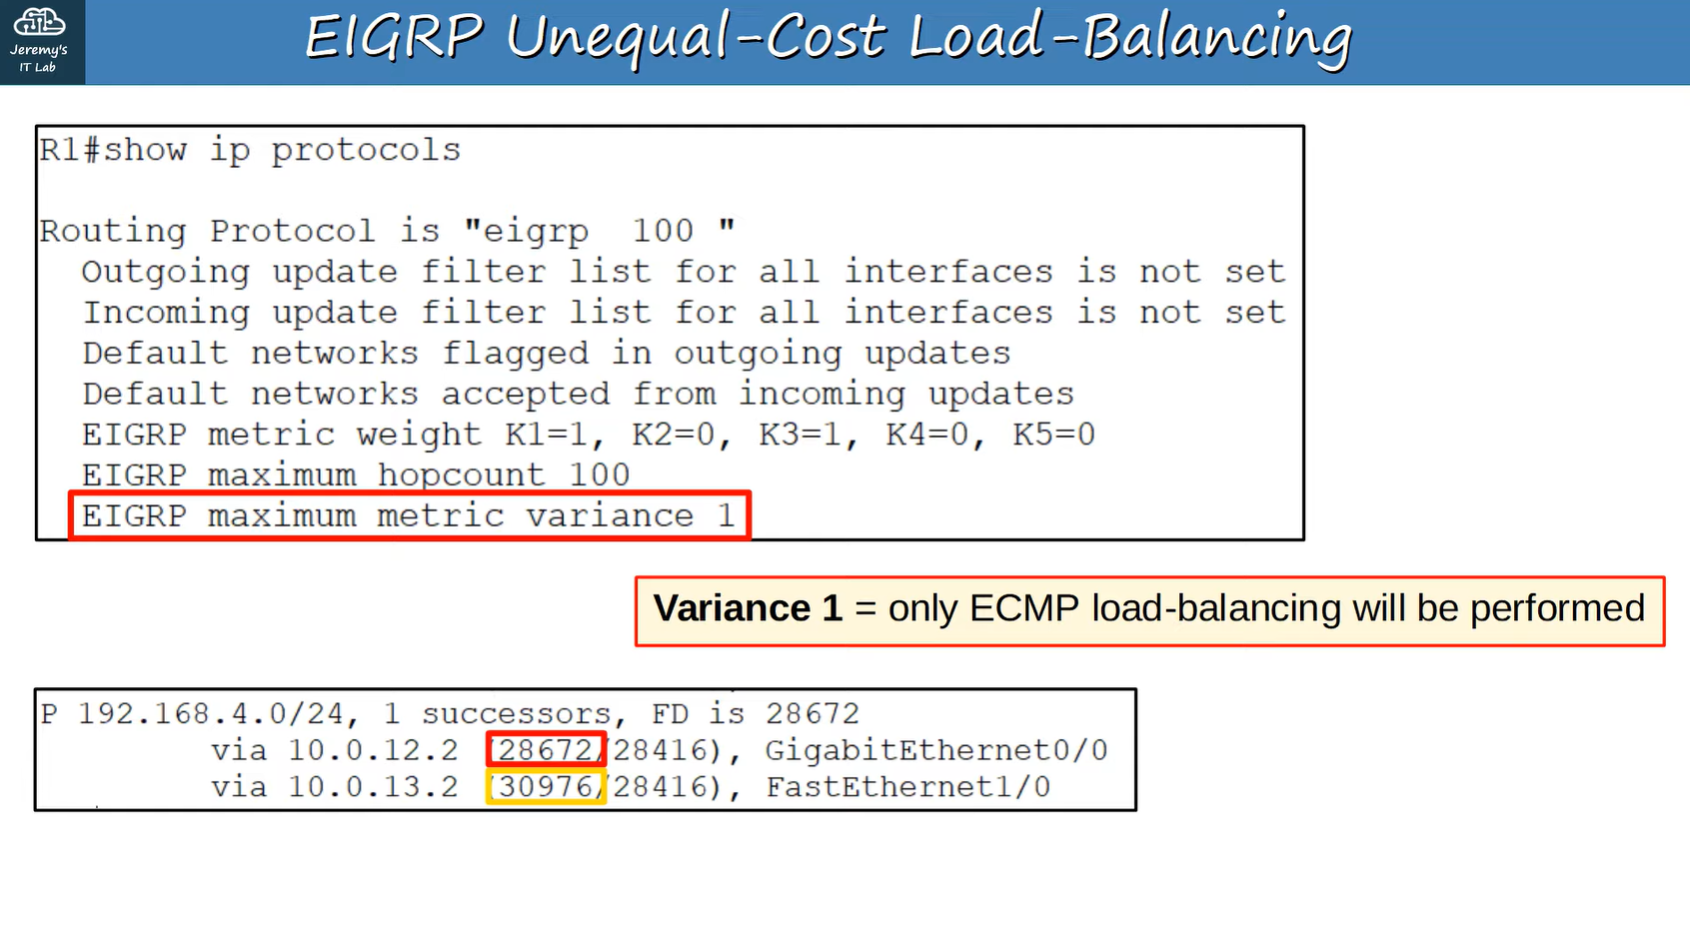 Jeremy's
IT Lab
EIGRP Unequal-Cost Load-Balancing
R1#show ip protocols
Routing Protocol is "eigrp  100 "
Outgoing update filter list for all interfaces is not set
Incoming update filter list for all interfaces is not set
Default networks flagged in outgoing updates
Default networks accepted from incoming updates
EIGRP metric weight K1=1, K2=0, K3=1, K4=0, K5=0
EIGRP maximum hopcount 100
EIGRP maximum metric variance 1
Variance 1 = only ECMP load-balancing will be performed
P 192.168.4.0/24, 1 successors, FD is 28672
via 10.0.12.2 (28672/28416), GigabitEthernet0/0
via 10.0.13.2 (30976/28416), FastEthernet1/0